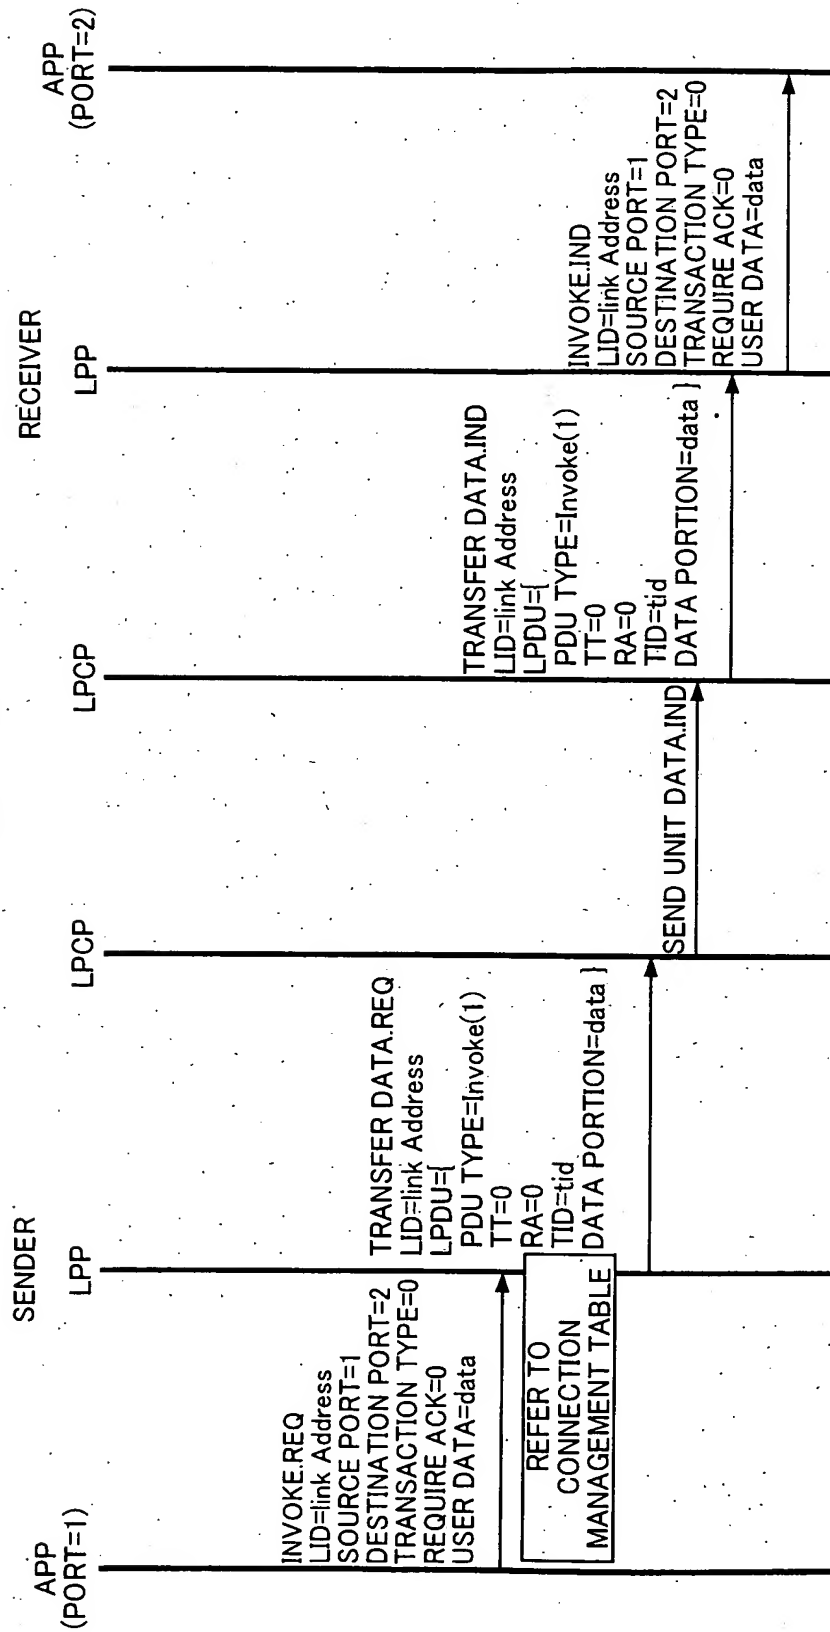 SENDER
RECEIVER
APP
(PORT=1)
LPP
LPCP
LPCP
LPP
APP
(PORT=2)
INVOKE.REQ
LID=link Address
SOURCE PORT=1
DESTINATION PORT=2
TRANSACTION TYPE=0
REQUIRE ACK=0
USER DATA=data
REFER TO
CONNECTION
MANAGEMENT TABLE
TRANSFER DATA.REQ
LID=link Address
LPDU={
PDU TYPE=Invoke(1)
TT=0
RA=0
TID=tid
DATA PORTION=data }
SEND UNIT DATA.IND
TRANSFER DATA.IND
LID=link Address
LPDU={
PDU TYPE=Invoke(1)
TT=0
RA=0
TID=tid
DATA PORTION=data }
INVOKE.IND
LID=link Address
SOURCE PORT=1
DESTINATION PORT=2
TRANSACTION TYPE=0
REQUIRE ACK=0
USER DATA=data